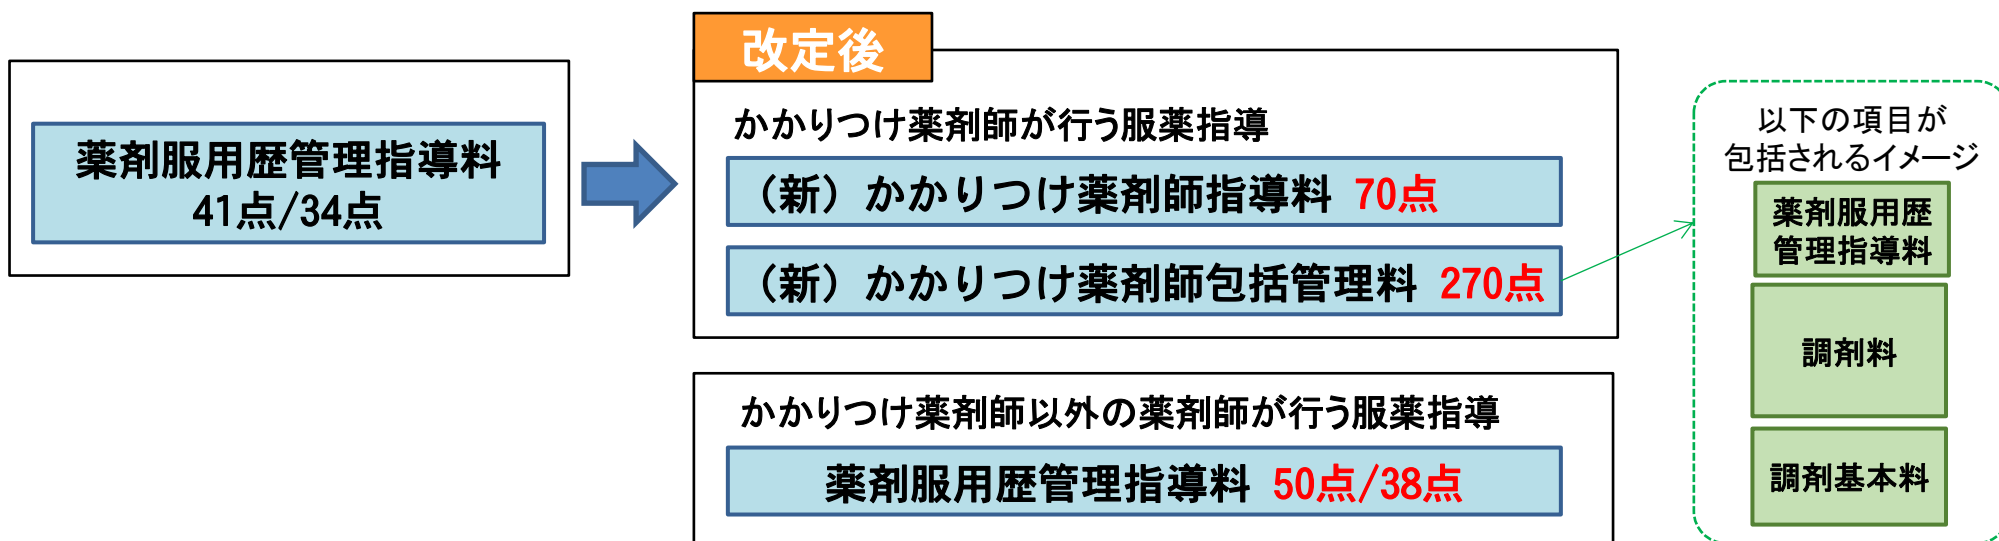 薬剤服用歴管理指導料
41点/34点
改定後
かかりつけ薬剤師が行う服薬指導
（新）かかりつけ薬剤師指導料 70点
（新）かかりつけ薬剤師包括管理料 270点
かかりつけ薬剤師以外の薬剤師が行う服薬指導
薬剤服用歴管理指導料 50点/38点
以下の項目が
包括されるイメージ
薬剤服用歴
管理指導料
調剤料
調剤基本料